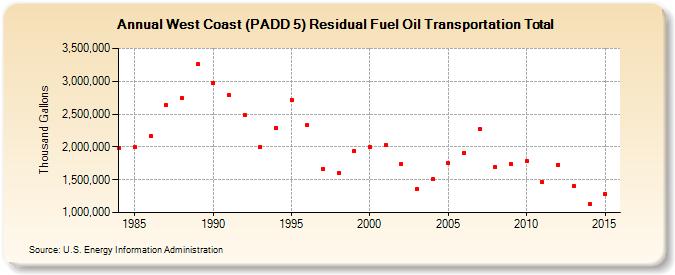 Annual West Coast (PADD 5) Residual Fuel Oil Transportation Total
Thousand Gallons
3,500,000
3,000,000
2,500,000
2,000,000
1,500,000
1,000,000
1985 1990 1995 2000 2005 2010 2015
Source: U.S. Energy Information Administration